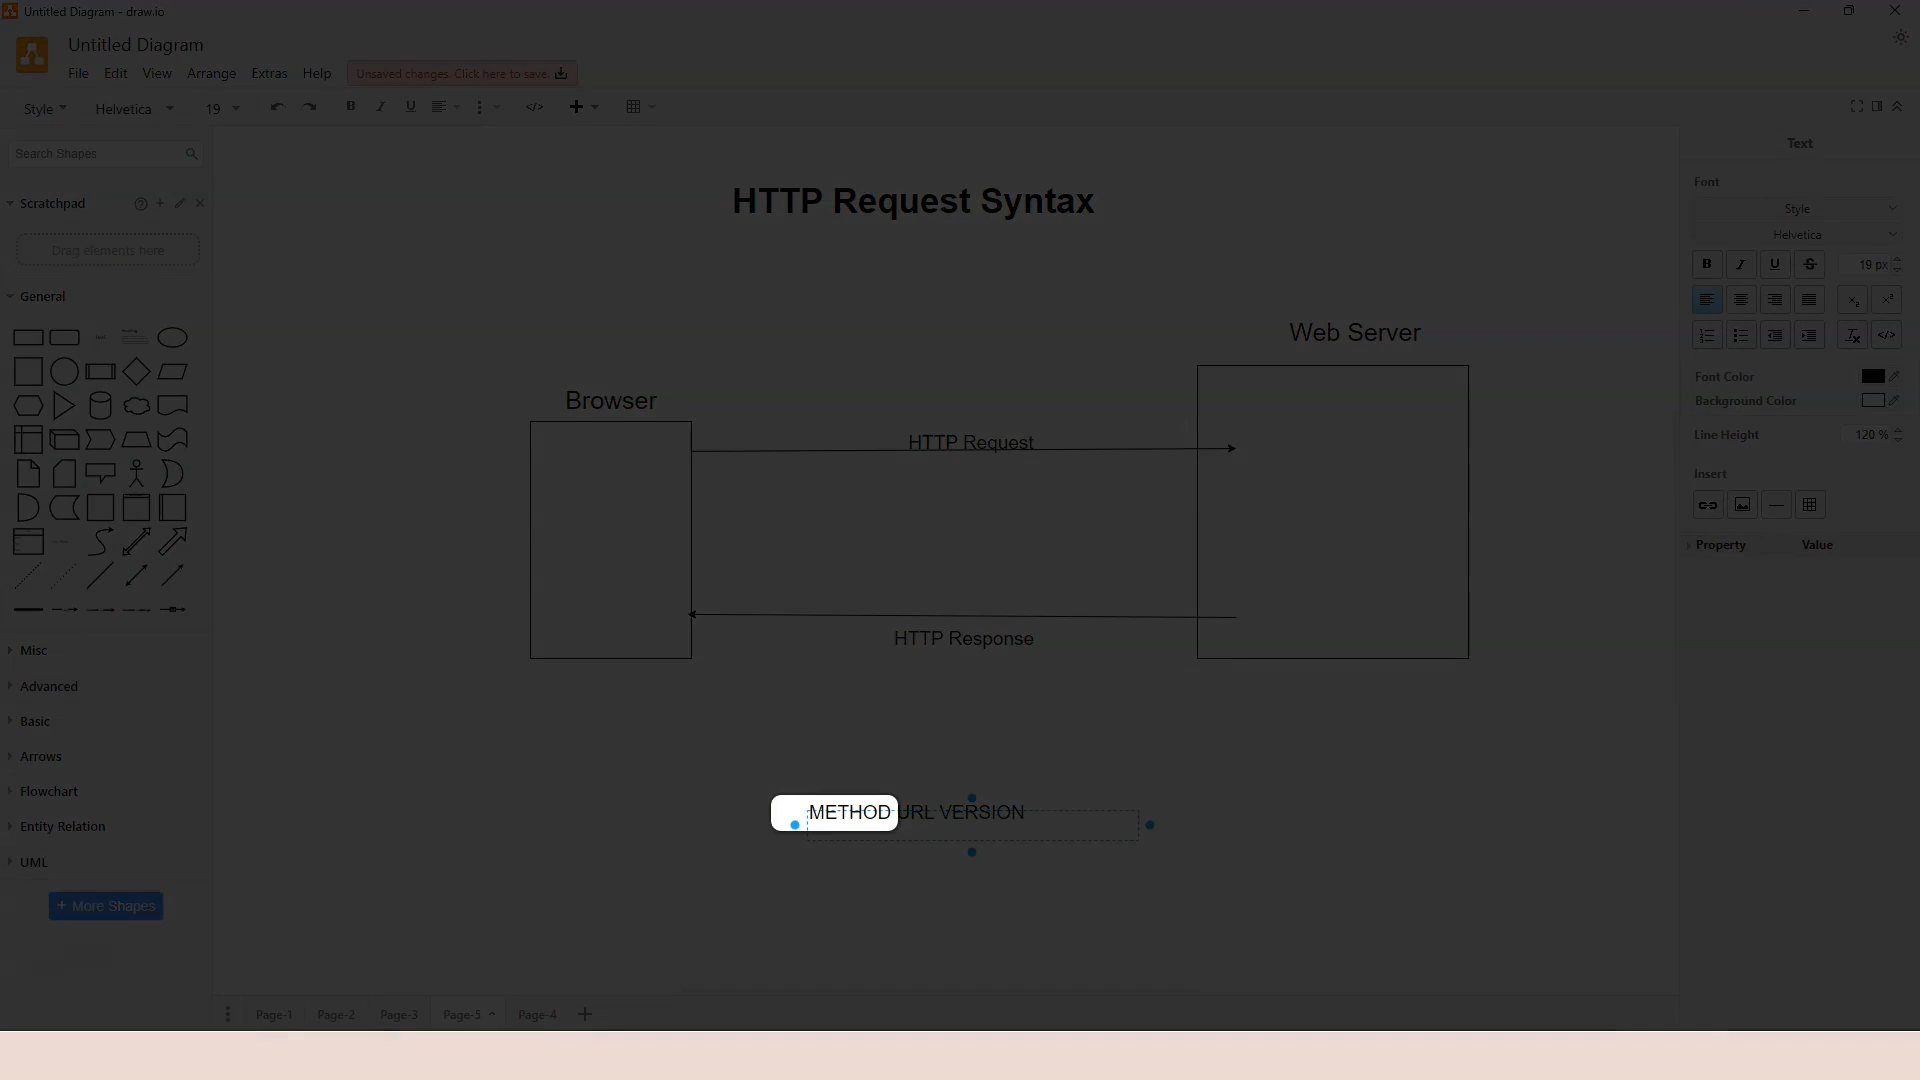 Untitled Diagram - draw.io
Untitled Diagram
File Edit View Arrange Extras Help Unsaved changes. Click here to save.
Style Helvetica 19 B I U
Search Shapes
Scratchpad
Drag elements here
General
Misc
Advanced
Basic
Arrows
Flowchart
Entity Relation
UML
+ More Shapes
HTTP Request Syntax
Web Server
Browser
HTTP Request
HTTP Response
METHOD URL VERSION
Page-1 Page-2 Page-3 Page-5 Page-4
Text
Font
Style
Helvetica
B I U S 19 px
Font Color
Background Color
Line Height 120 %
Insert
Property Value